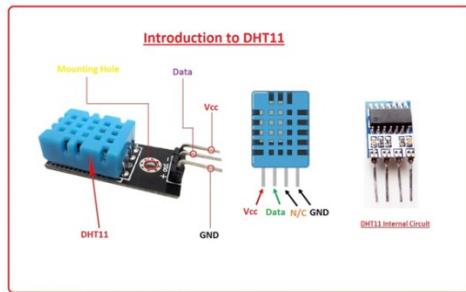 Introduction to DHT11
Mounting Hole
Data
Vcc
DHT11
GND
Vcc
Data
N/C
GND
DHT11 Internal Circuit